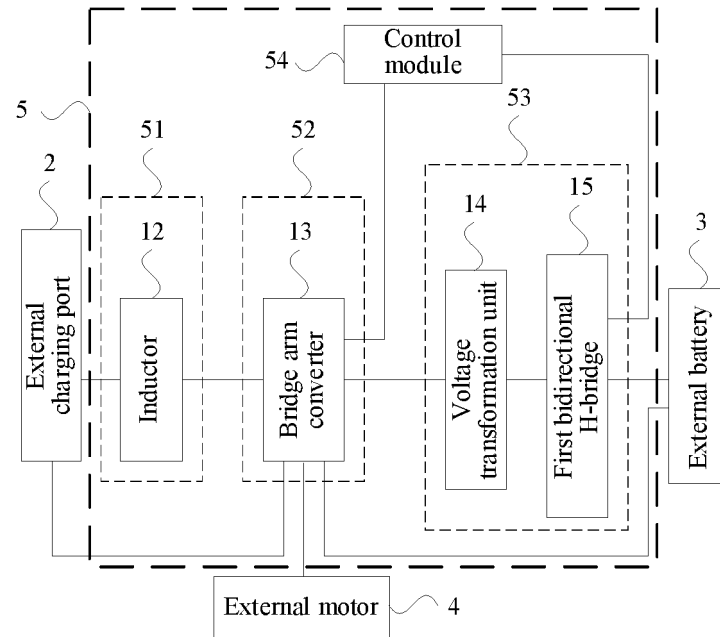 54
Control
module
5
51
52
53
2
12
13
14
15
3
External
charging port
Inductor
Bridge arm
converter
Voltage
transformation unit
First bidirectional
H-bridge
External battery
External motor
4